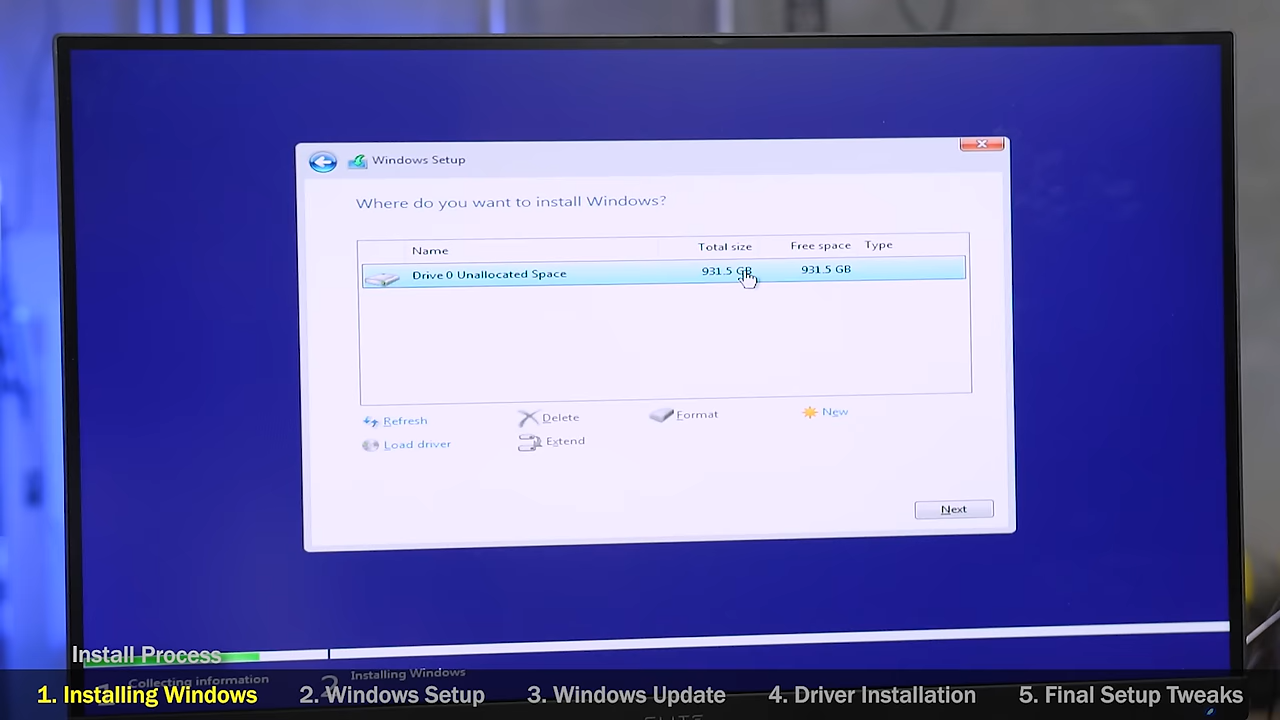 Windows Setup
Where do you want to install Windows?
Name Total size Free space Type
Drive 0 Unallocated Space 931.5 GB 931.5 GB
Refresh Delete Format New
Load driver Extend
Next
Install Process
1 Collecting information 2 Installing Windows
1. Installing Windows 2. Windows Setup 3. Windows Update 4. Driver Installation 5. Final Setup Tweaks